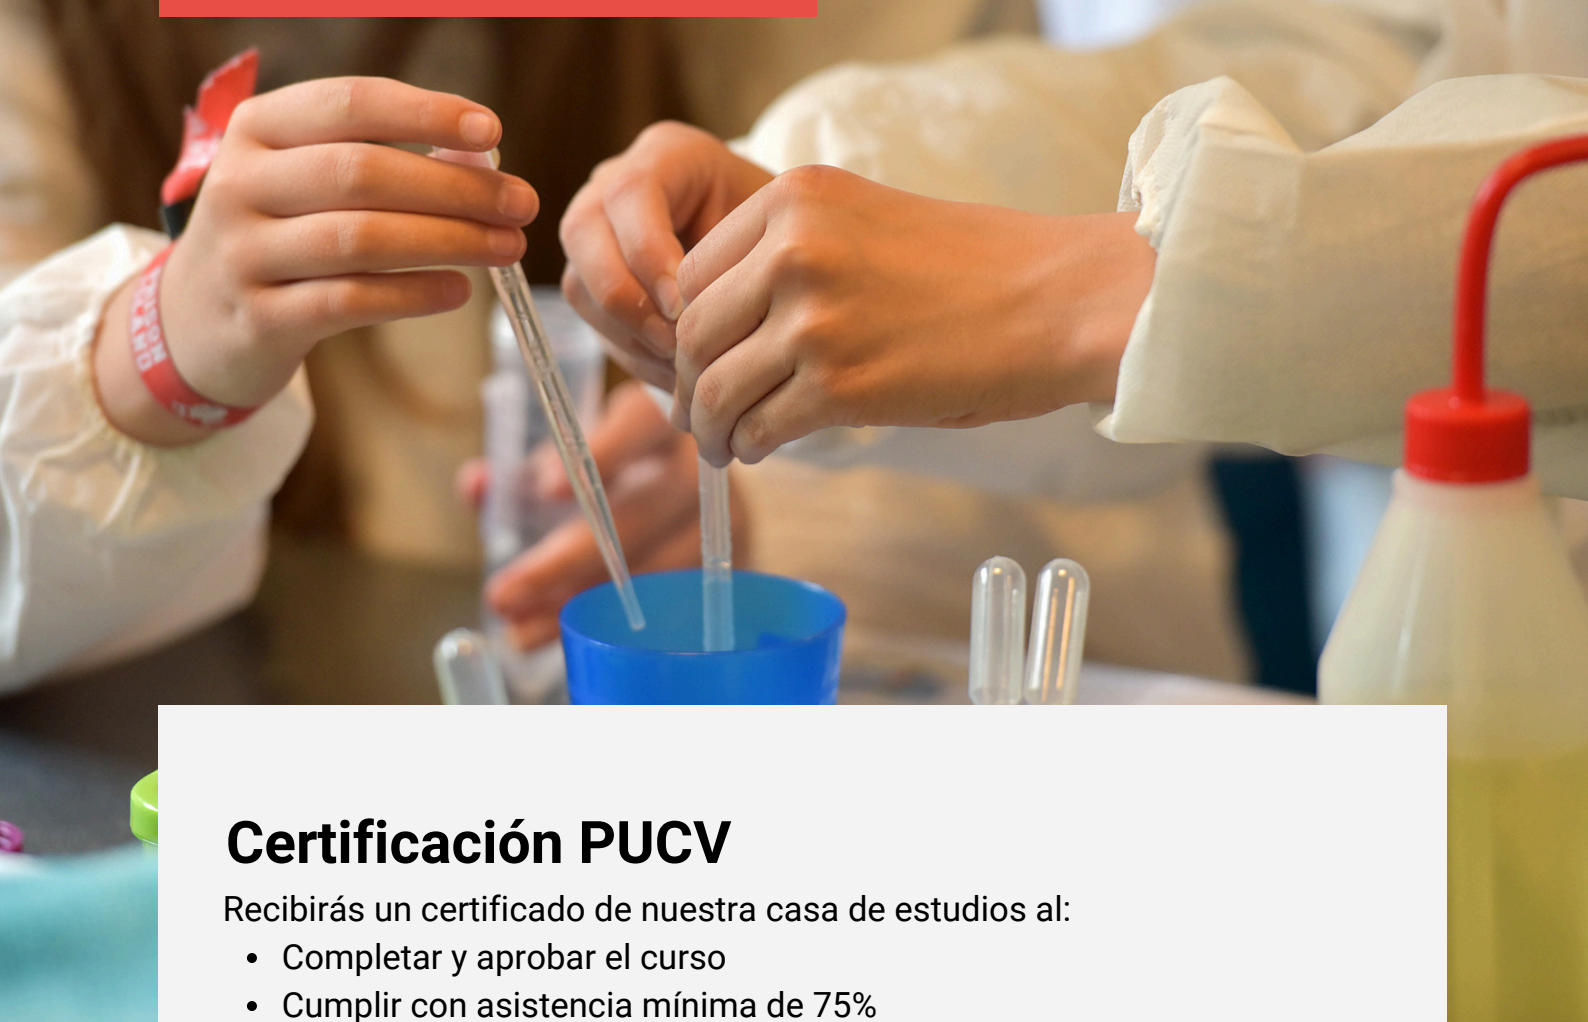 Certificación PUCV
Recibirás un certificado de nuestra casa de estudios al:
• Completar y aprobar el curso
• Cumplir con asistencia mínima de 75%